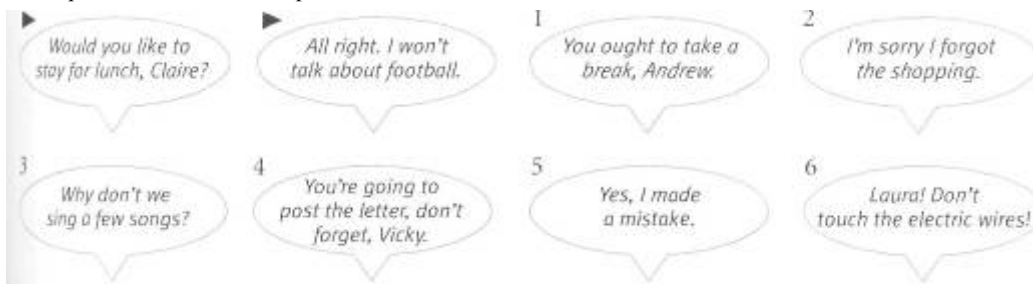 Would you like to
stay for lunch, Claire?
All right. I won't
talk about football.
1
You ought to take a
break, Andrew.
2
I'm sorry I forgot
the shopping.
3
Why don't we
sing a few songs?
4
You're going to
post the letter, don't
forget, Vicky.
5
Yes, I made
a mistake.
6
Laura! Don't
touch the electric wires!